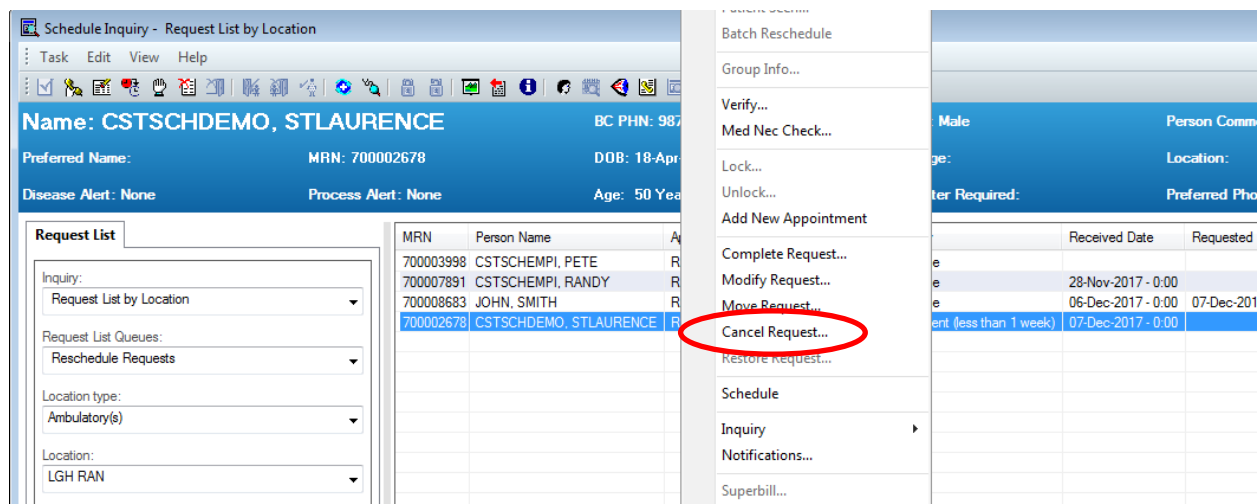 Schedule Inquiry - Request List by Location
Task Edit View Help
Name: CSTSCHDEMO, STLAURENCE BC PHN: 987 Male Person Comme
Preferred Name: MRN: 700002678 DOB: 18-Apr- ge: Location:
Disease Alert: None Process Alert: None Age: 50 Yea ter Required: Preferred Pho
Request List
Inquiry:
Request List by Location
Request List Queues:
Reschedule Requests
Location type:
Ambulatory(s)
Location:
LGH RAN
MRN Person Name Ap Received Date Requested
700003998 CSTSCHEMPI, PETE R e
700007891 CSTSCHEMPI, RANDY R e 28-Nov-2017 - 0:00
700008683 JOHN, SMITH R e 06-Dec-2017 - 0:00 07-Dec-201
700002678 CSTSCHDEMO, STLAURENCE R ent (less than 1 week) 07-Dec-2017 - 0:00
Batch Reschedule
Group Info...
Verify...
Med Nec Check...
Lock...
Unlock...
Add New Appointment
Complete Request...
Modify Request...
Move Request...
Cancel Request...
Restore Request...
Schedule
Inquiry
Notifications...
Superbill...